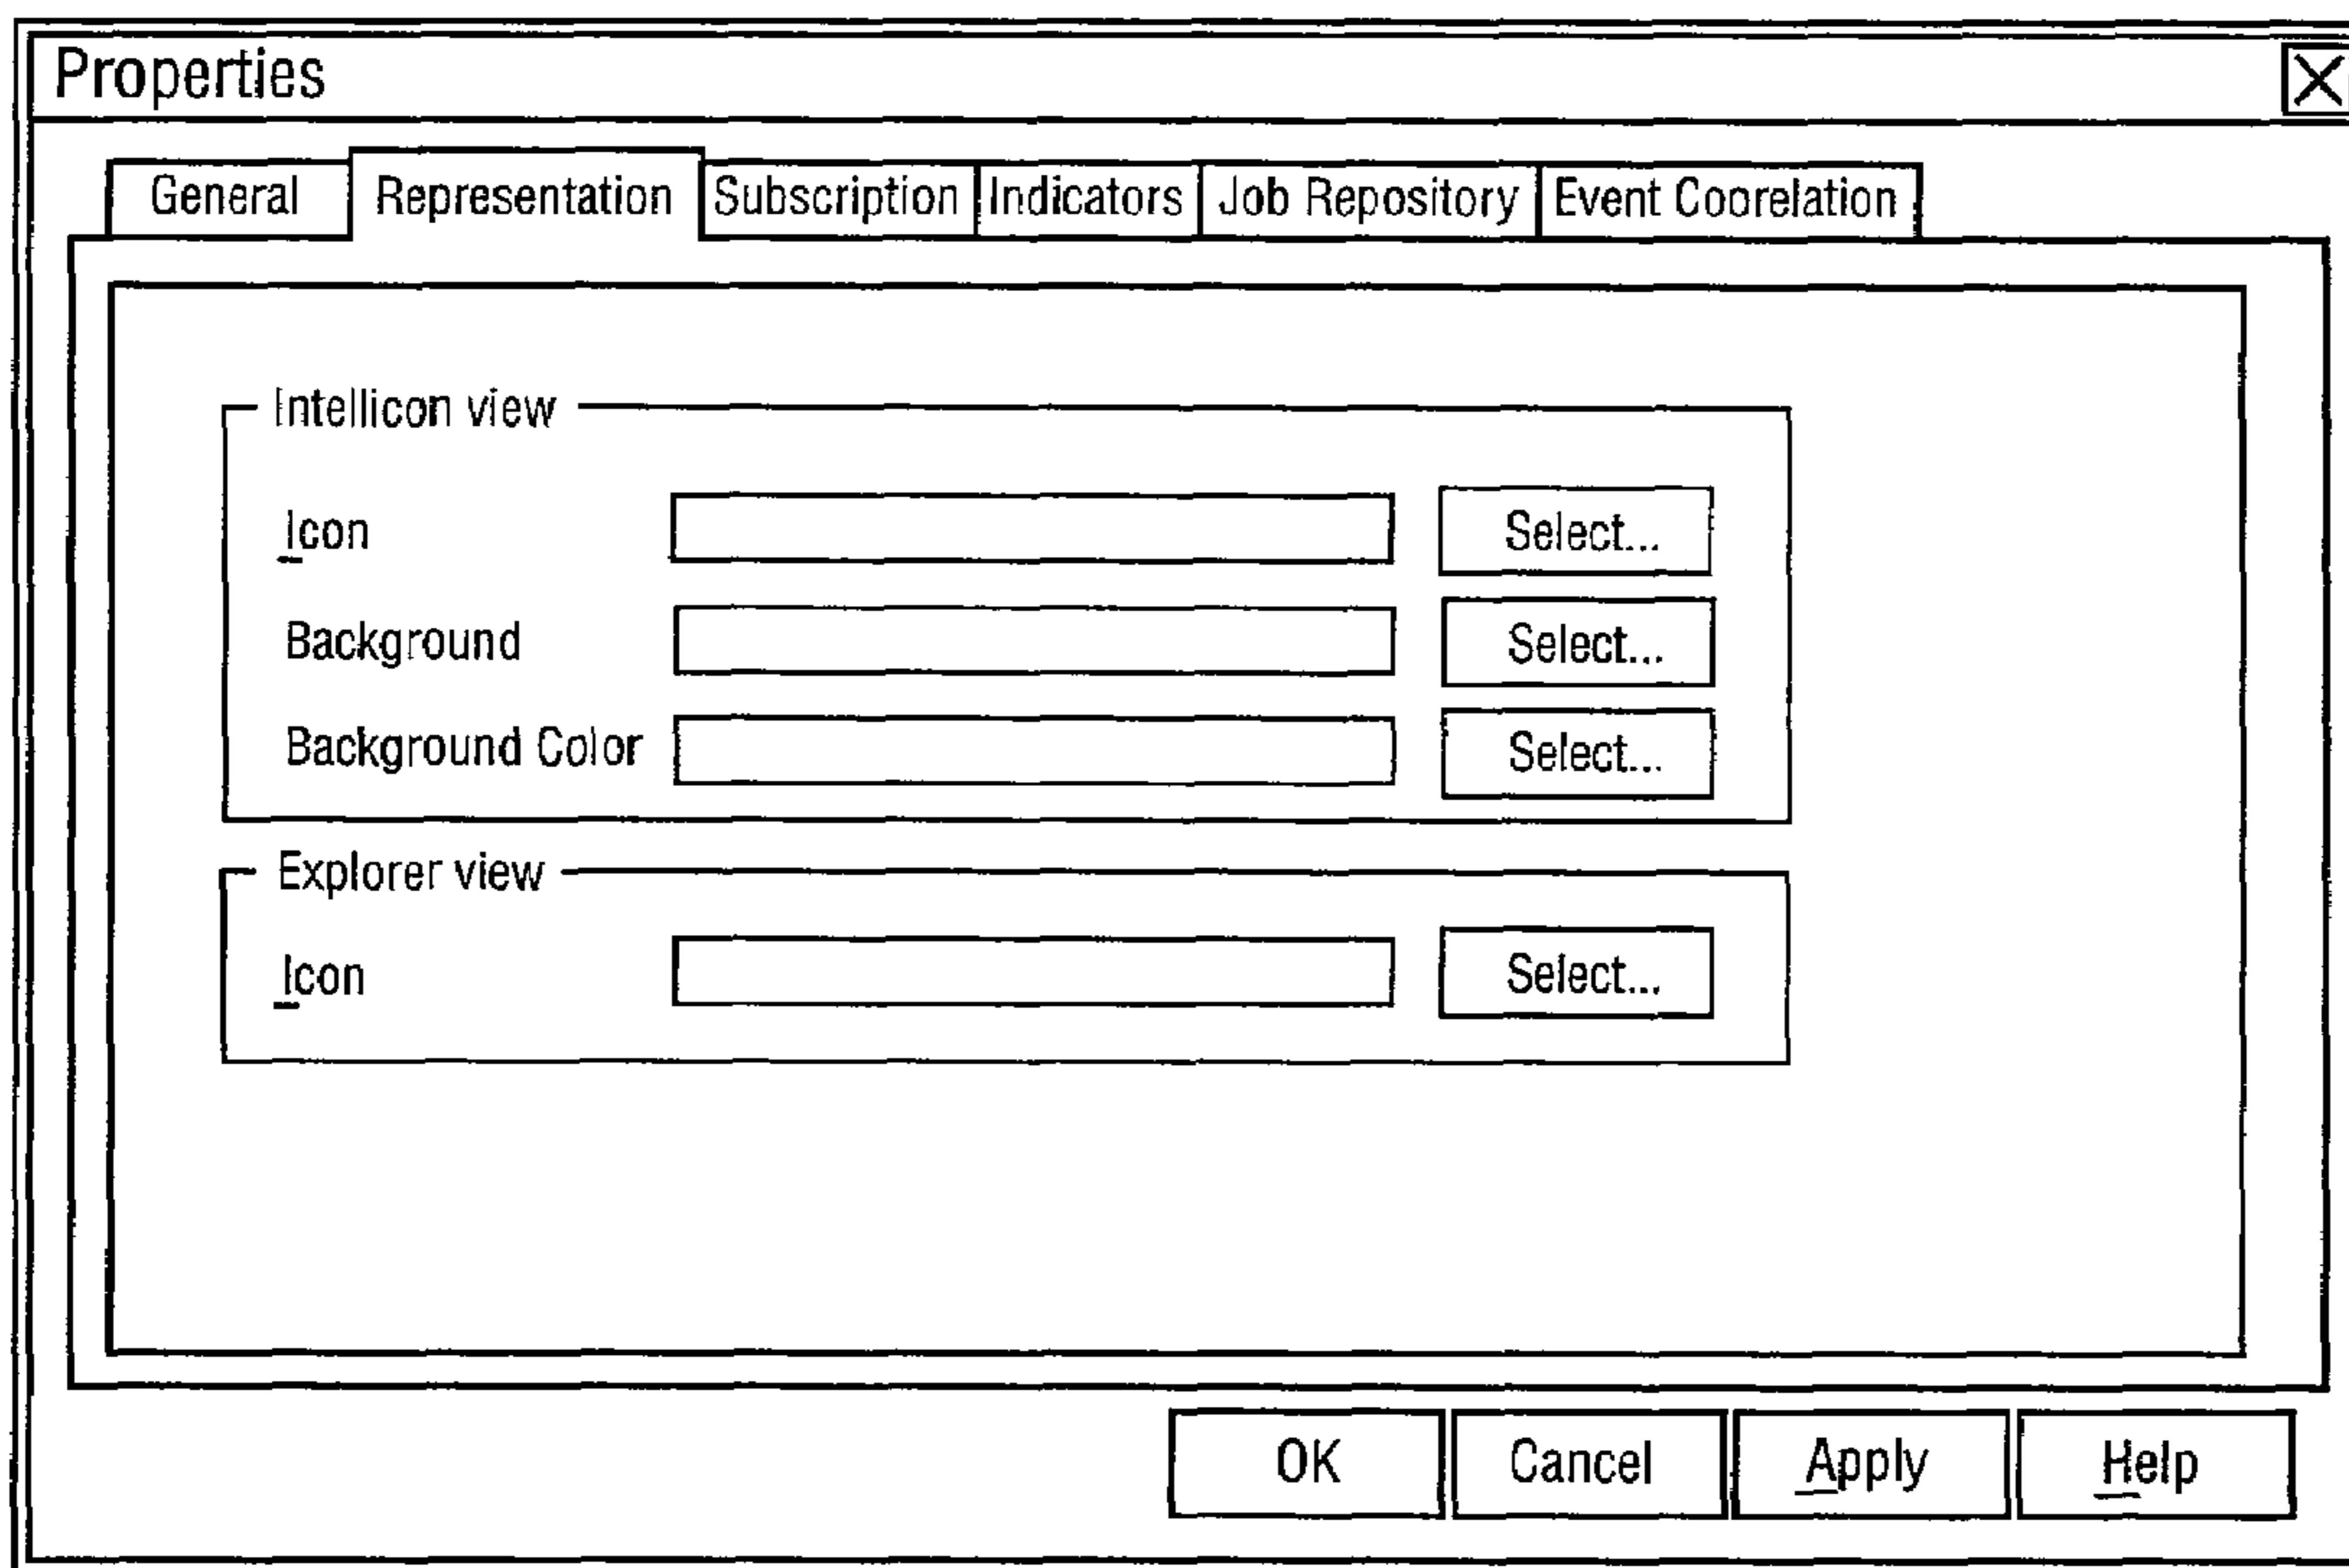 Properties
General Representation Subscription Indicators Job Repository Event Coorelation
Intellicon view
Icon Select...
Background Select...
Background Color Select...
Explorer view
Icon Select...
OK Cancel Apply Help